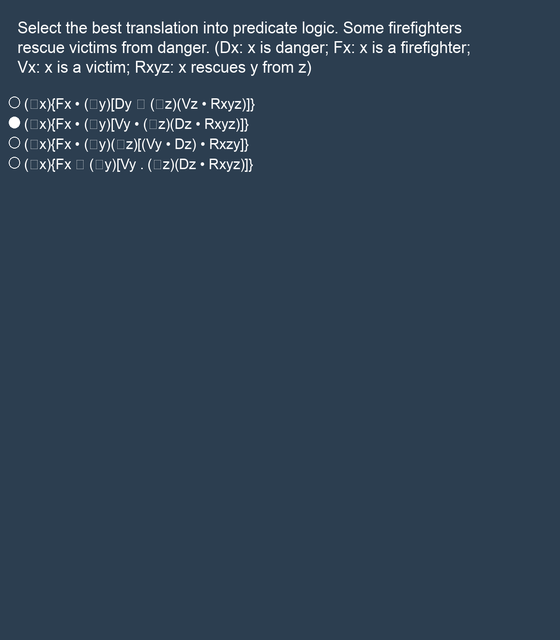 Select the best translation into predicate logic. Some firefighters
rescue victims from danger. (Dx: x is danger; Fx: x is a firefighter;
Vx: x is a victim; Rxyz: x rescues y from z)
(□x){Fx • (□y)[Dy □ (□z)(Vz • Rxyz)]}
(□x){Fx • (□y)[Vy • (□z)(Dz • Rxyz)]}
(□x){Fx • (□y)(□z)[(Vy • Dz) • Rxzy]}
(□x){Fx □ (□y)[Vy . (□z)(Dz • Rxyz)]}